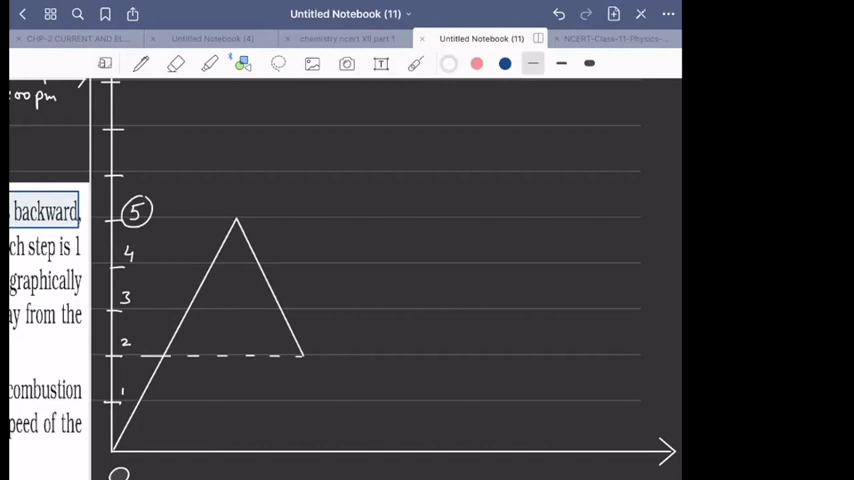 Untitled Notebook (11)
CHP-2 CURRENT AND EL...
Untitled Notebook (4)
chemistry ncert XII part 1
Untitled Notebook (11)
NCERT-Class-11-Physics-...
:00pm
backward,
ch step is 1
graphically
ay from the
combustion
peed of the
5
4
3
2
1
0